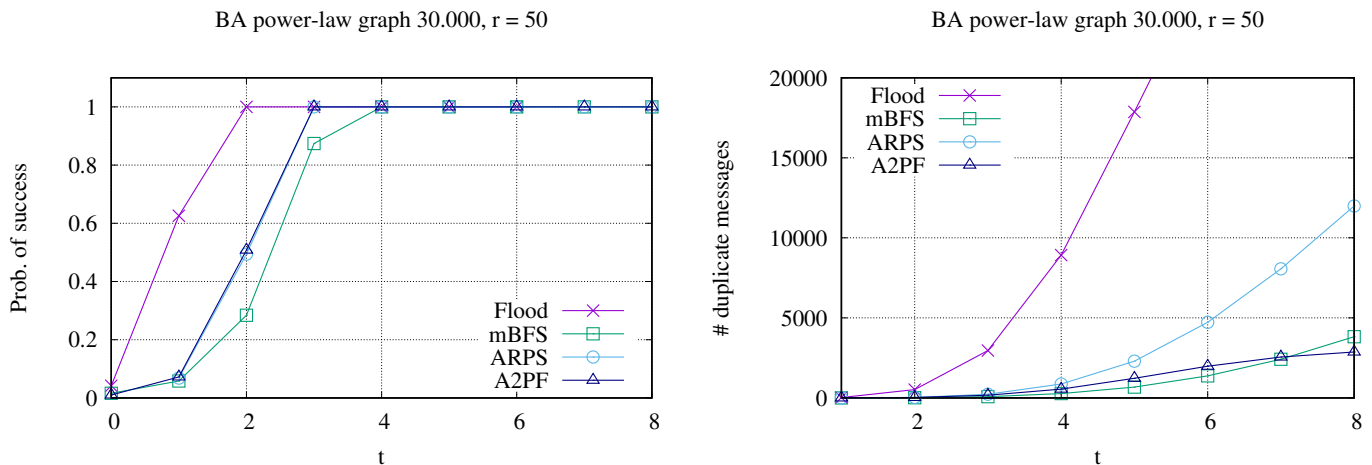 BA power-law graph 30.000, r = 50
Prob. of success
1
0.8
0.6
0.4
0.2
0
0 2 4 6 8
t
Flood
mBFS
ARPS
A2PF
BA power-law graph 30.000, r = 50
# duplicate messages
20000
15000
10000
5000
0
2 4 6 8
t
Flood
mBFS
ARPS
A2PF